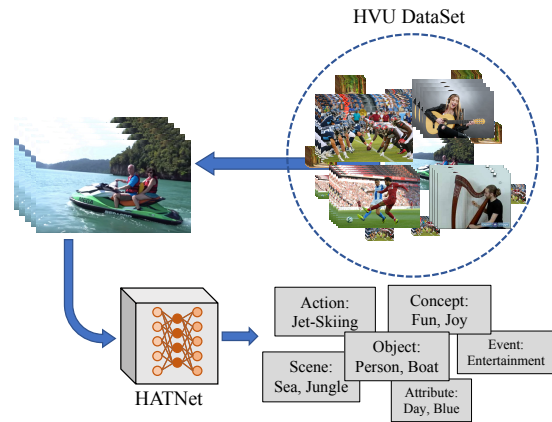 HVU DataSet
Action:
Jet-Skiing
Concept:
Fun, Joy
Object:
Person, Boat
Event:
Entertainment
Scene:
Sea, Jungle
Attribute:
Day, Blue
HATNet